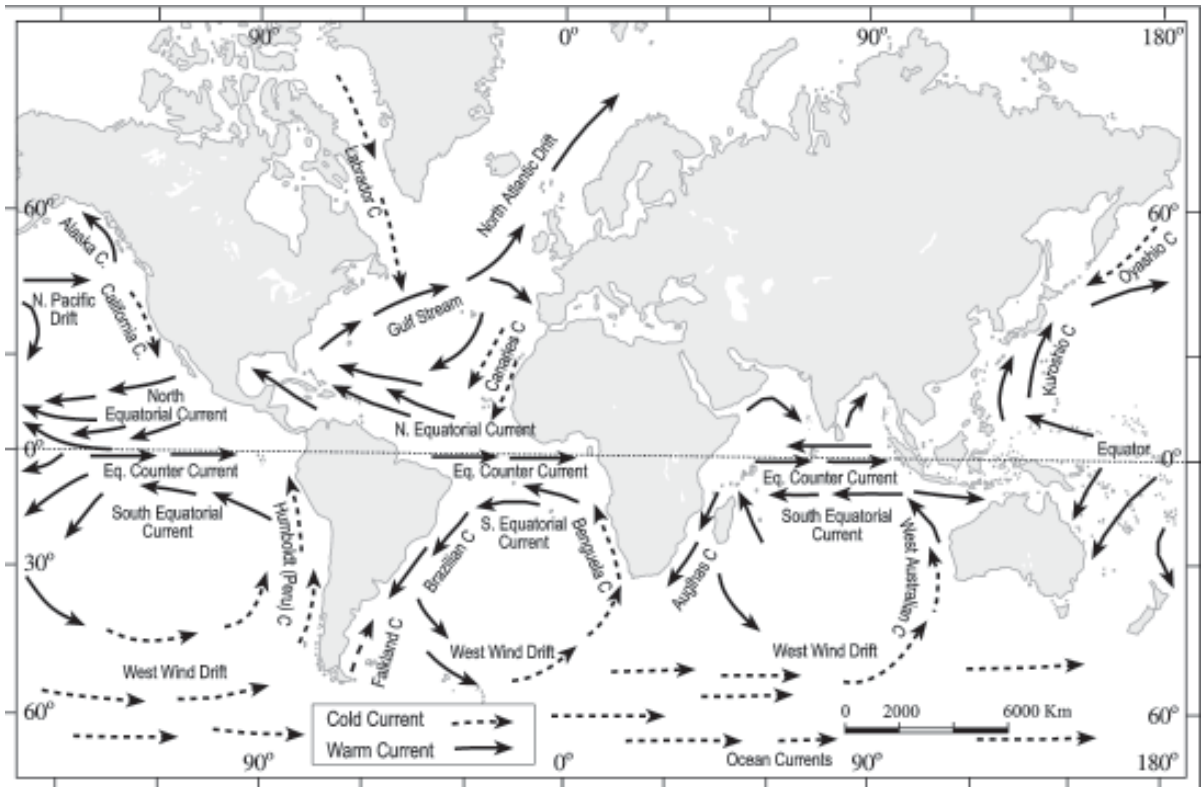 90°
0°
90°
180°
Labrador C
North Atlantic Drift
60°
60°
Alaska C.
Oyashio C
N. Pacific
Drift
California C.
Gulf Stream
Canaries C
Kuroshio C
North
Equatorial Current
N. Equatorial Current
Equator
0°
0°
Eq. Counter Current
Eq. Counter Current
Eq. Counter Current
South Equatorial
Current
Humboldt (Peru) C
S. Equatorial
Current
Brazilian C
Benguela C
South Equatorial
Current
West Australian C
Auglhas C
30°
30°
Falkland C
West Wind Drift
West Wind Drift
West Wind Drift
60°
60°
Cold Current
Warm Current
0
2000
6000 Km
Ocean Currents
90°
0°
90°
180°